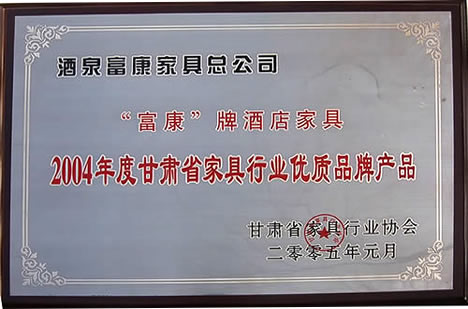 酒泉富康家具总公司
“富康”牌酒店家具
2004年度甘肃省家具行业优质品牌产品
甘肃省家具行业协会
二零零五年元月